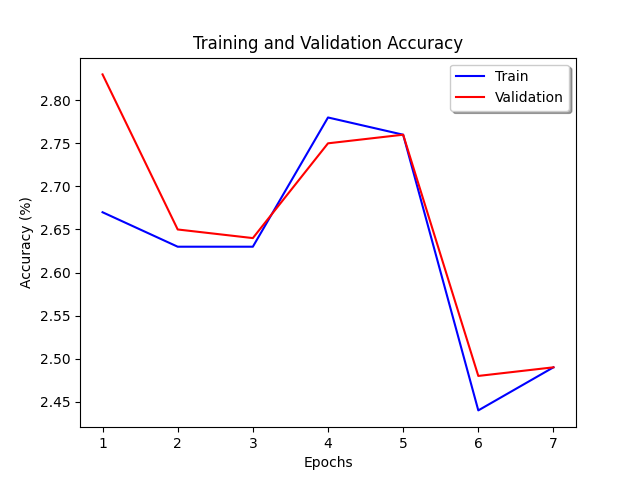 Training and Validation Accuracy
Train
Validation
Accuracy (%)
2.80
2.75
2.70
2.65
2.60
2.55
2.50
2.45
1 2 3 4 5 6 7
Epochs